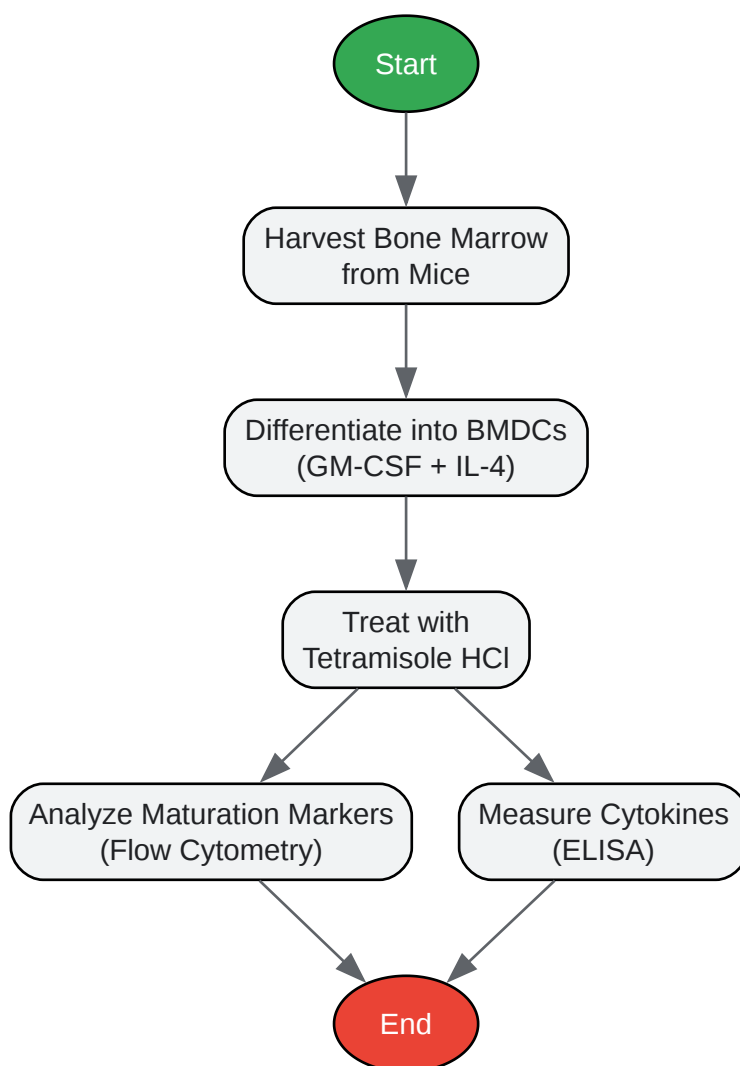 Start
Harvest Bone Marrow
from Mice
Differentiate into BMDCs
(GM-CSF + IL-4)
Treat with
Tetramisole HCl
Analyze Maturation Markers
(Flow Cytometry)
Measure Cytokines
(ELISA)
End